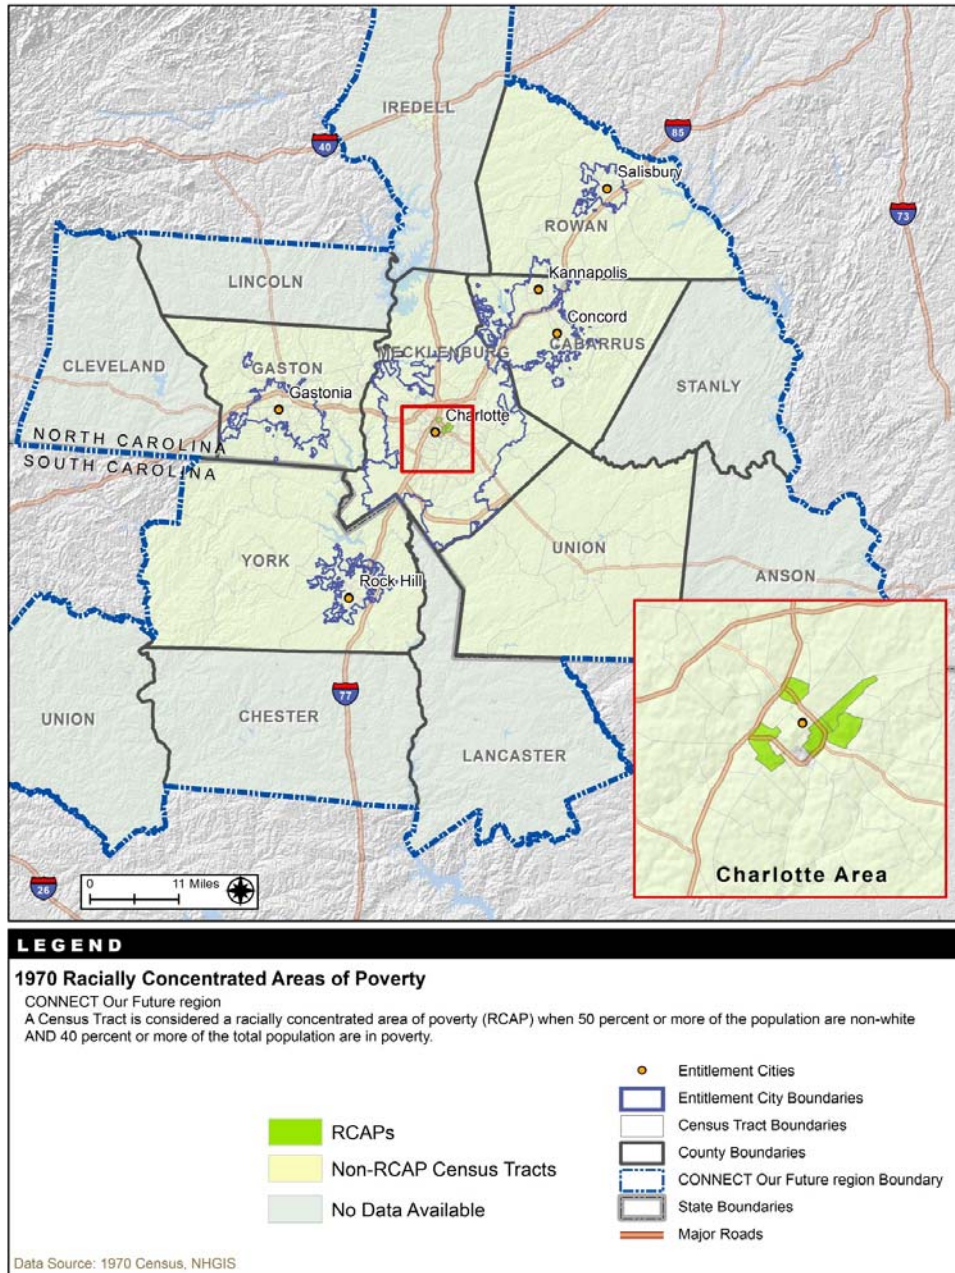 IREDELL
40
85
Salisbury
73
ROWAN
Kannapolis
LINCOLN
Concord
MECKLENBURG
CABARRUS
CLEVELAND
GASTON
STANLY
Gastonia
Charlotte
NORTH CAROLINA
SOUTH CAROLINA
YORK
UNION
ANSON
Rock Hill
77
UNION
CHESTER
LANCASTER
Charlotte Area
26
0 11 Miles
LEGEND
1970 Racially Concentrated Areas of Poverty
CONNECT Our Future region
A Census Tract is considered a racially concentrated area of poverty (RCAP) when 50 percent or more of the population are non-white
AND 40 percent or more of the total population are in poverty.
RCAPs
Non-RCAP Census Tracts
No Data Available
Entitlement Cities
Entitlement City Boundaries
Census Tract Boundaries
County Boundaries
CONNECT Our Future region Boundary
State Boundaries
Major Roads
Data Source: 1970 Census, NHGIS